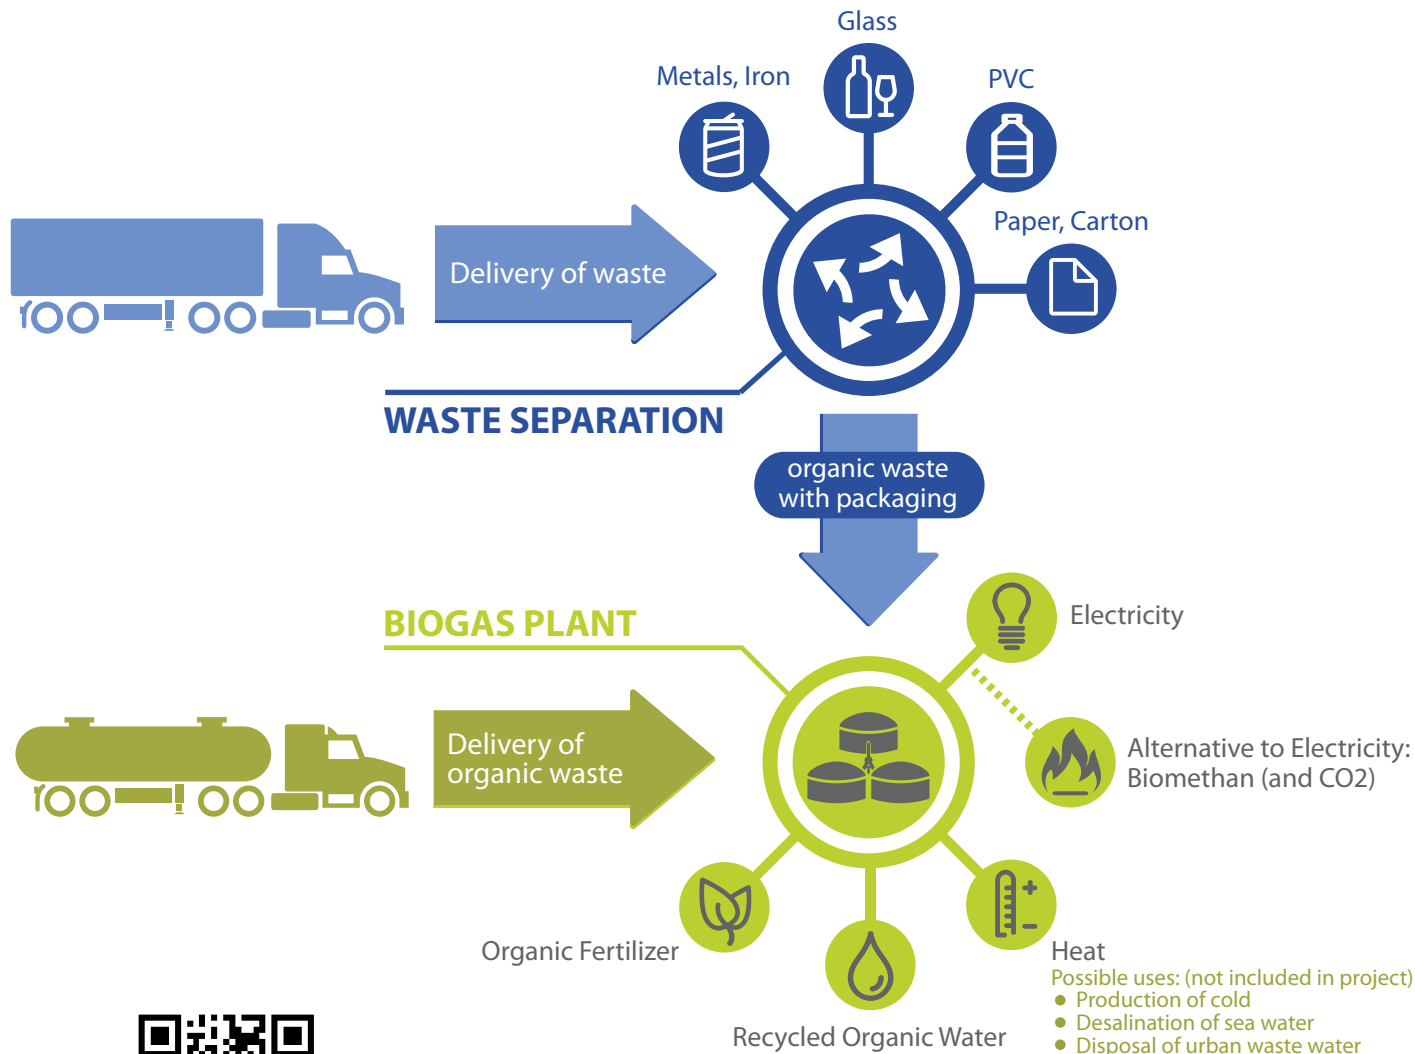 Glass
Metals, Iron
PVC
Paper, Carton
Delivery of waste
WASTE SEPARATION
organic waste
with packaging
BIOGAS PLANT
Electricity
Delivery of
organic waste
Alternative to Electricity:
Biomethan (and CO2)
Organic Fertilizer
Heat
Possible uses: (not included in project)
● Production of cold
● Desalination of sea water
● Disposal of urban waste water
Recycled Organic Water